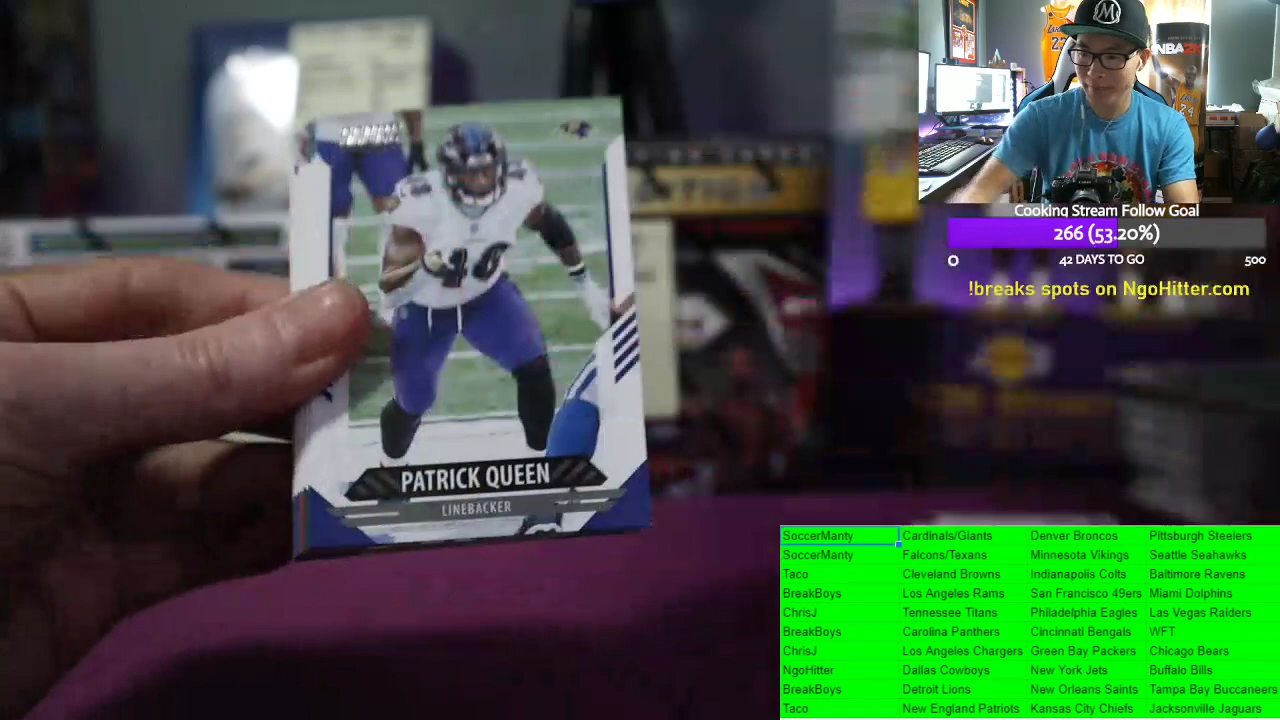 NBA2K
23
24
M
Cooking Stream Follow Goal
266 (53.20%)
0 42 DAYS TO GO 500
!breaks spots on NgoHitter.com
48
PATRICK QUEEN
LINEBACKER
SoccerManty Cardinals/Giants Denver Broncos Pittsburgh Steelers
SoccerManty Falcons/Texans Minnesota Vikings Seattle Seahawks
Taco Cleveland Browns Indianapolis Colts Baltimore Ravens
BreakBoys Los Angeles Rams San Francisco 49ers Miami Dolphins
ChrisJ Tennessee Titans Philadelphia Eagles Las Vegas Raiders
BreakBoys Carolina Panthers Cincinnati Bengals WFT
ChrisJ Los Angeles Chargers Green Bay Packers Chicago Bears
NgoHitter Dallas Cowboys New York Jets Buffalo Bills
BreakBoys Detroit Lions New Orleans Saints Tampa Bay Buccaneers
Taco New England Patriots Kansas City Chiefs Jacksonville Jaguars